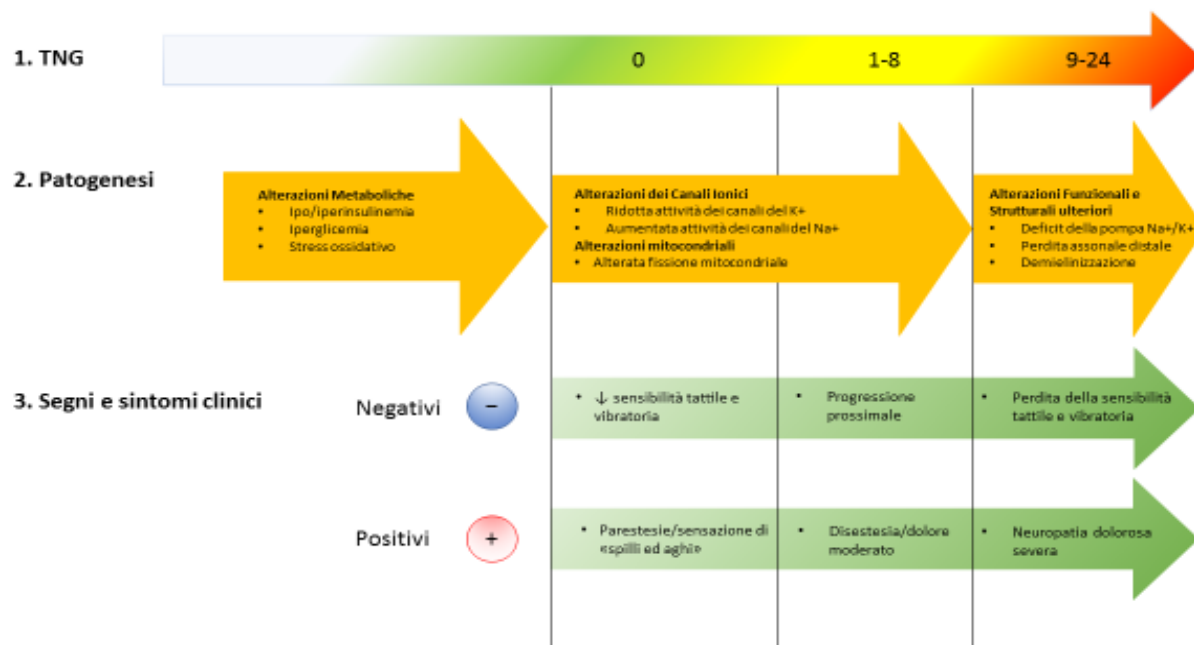 1. TNG
0
1-8
9-24
2. Patogenesi
Alterazioni Metaboliche
• Ipo/iperinsulinemia
• Iperglicemia
• Stress ossidativo
Alterazioni dei Canali Ionici
• Ridotta attività dei canali del K+
• Aumentata attività dei canali del Na+
Alterazioni mitocondriali
• Alterata fissione mitocondriale
Alterazioni Funzionali e
Strutturali ulteriori
• Deficit della pompa Na+/K+
• Perdita assonale distale
• Demielinizzazione
3. Segni e sintomi clinici
Negativi
−
• ↓ sensibilità tattile e
vibratoria
• Progressione
prossimale
• Perdita della sensibilità
tattile e vibratoria
Positivi
+
• Parestesie/sensazione di
«spilli ed aghi»
• Disestesia/dolore
moderato
• Neuropatia dolorosa
severa